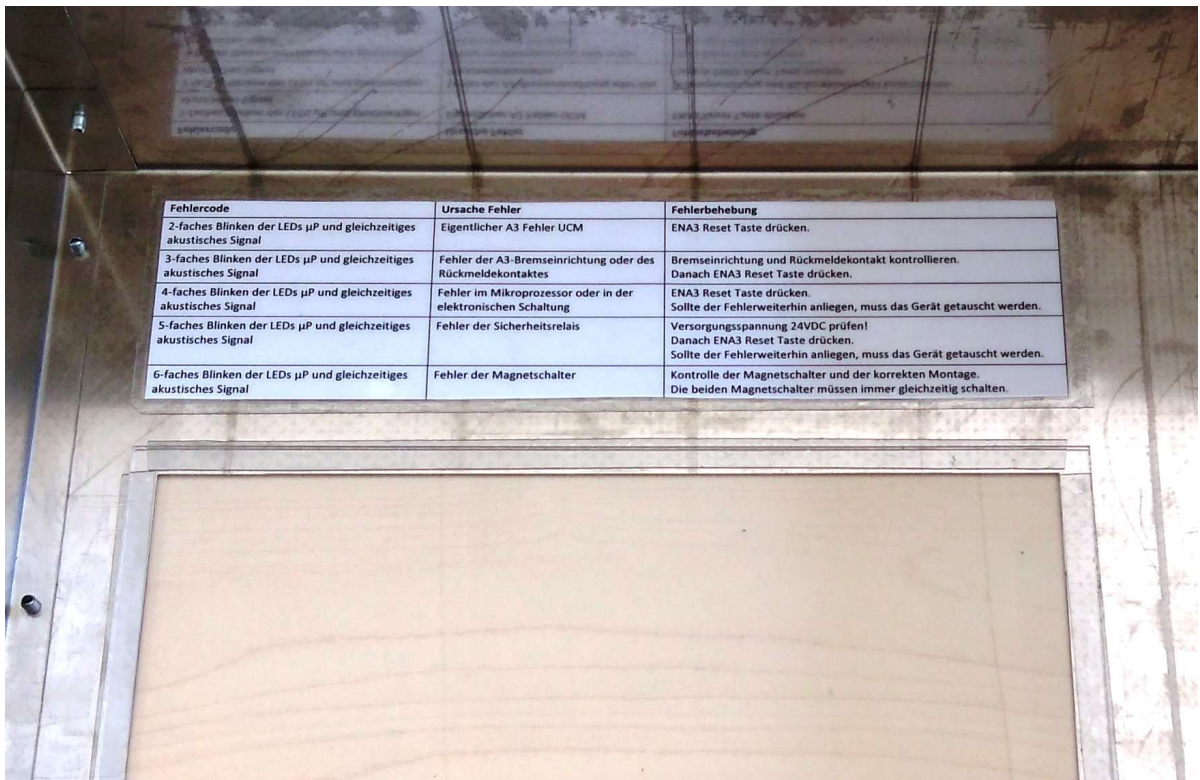 Fehlercode Ursache Fehler Fehlerbehebung
2-faches Blinken der LEDs µP und gleichzeitiges Eigentlicher A3 Fehler UCM ENA3 Reset Taste drücken.
akustisches Signal
3-faches Blinken der LEDs µP und gleichzeitiges Fehler der A3-Bremseinrichtung oder des Bremseinrichtung und Rückmeldekontakt kontrollieren.
akustisches Signal Rückmeldekontaktes Danach ENA3 Reset Taste drücken.
4-faches Blinken der LEDs µP und gleichzeitiges Fehler im Mikroprozessor oder in der ENA3 Reset Taste drücken.
akustisches Signal elektronischen Schaltung Sollte der Fehlerweiterhin anliegen, muss das Gerät getauscht werden.
5-faches Blinken der LEDs µP und gleichzeitiges Fehler der Sicherheitsrelais Versorgungsspannung 24VDC prüfen!
akustisches Signal Danach ENA3 Reset Taste drücken.
Sollte der Fehlerweiterhin anliegen, muss das Gerät getauscht werden.
6-faches Blinken der LEDs µP und gleichzeitiges Fehler der Magnetschalter Kontrolle der Magnetschalter und der korrekten Montage.
akustisches Signal Die beiden Magnetschalter müssen immer gleichzeitig schalten.